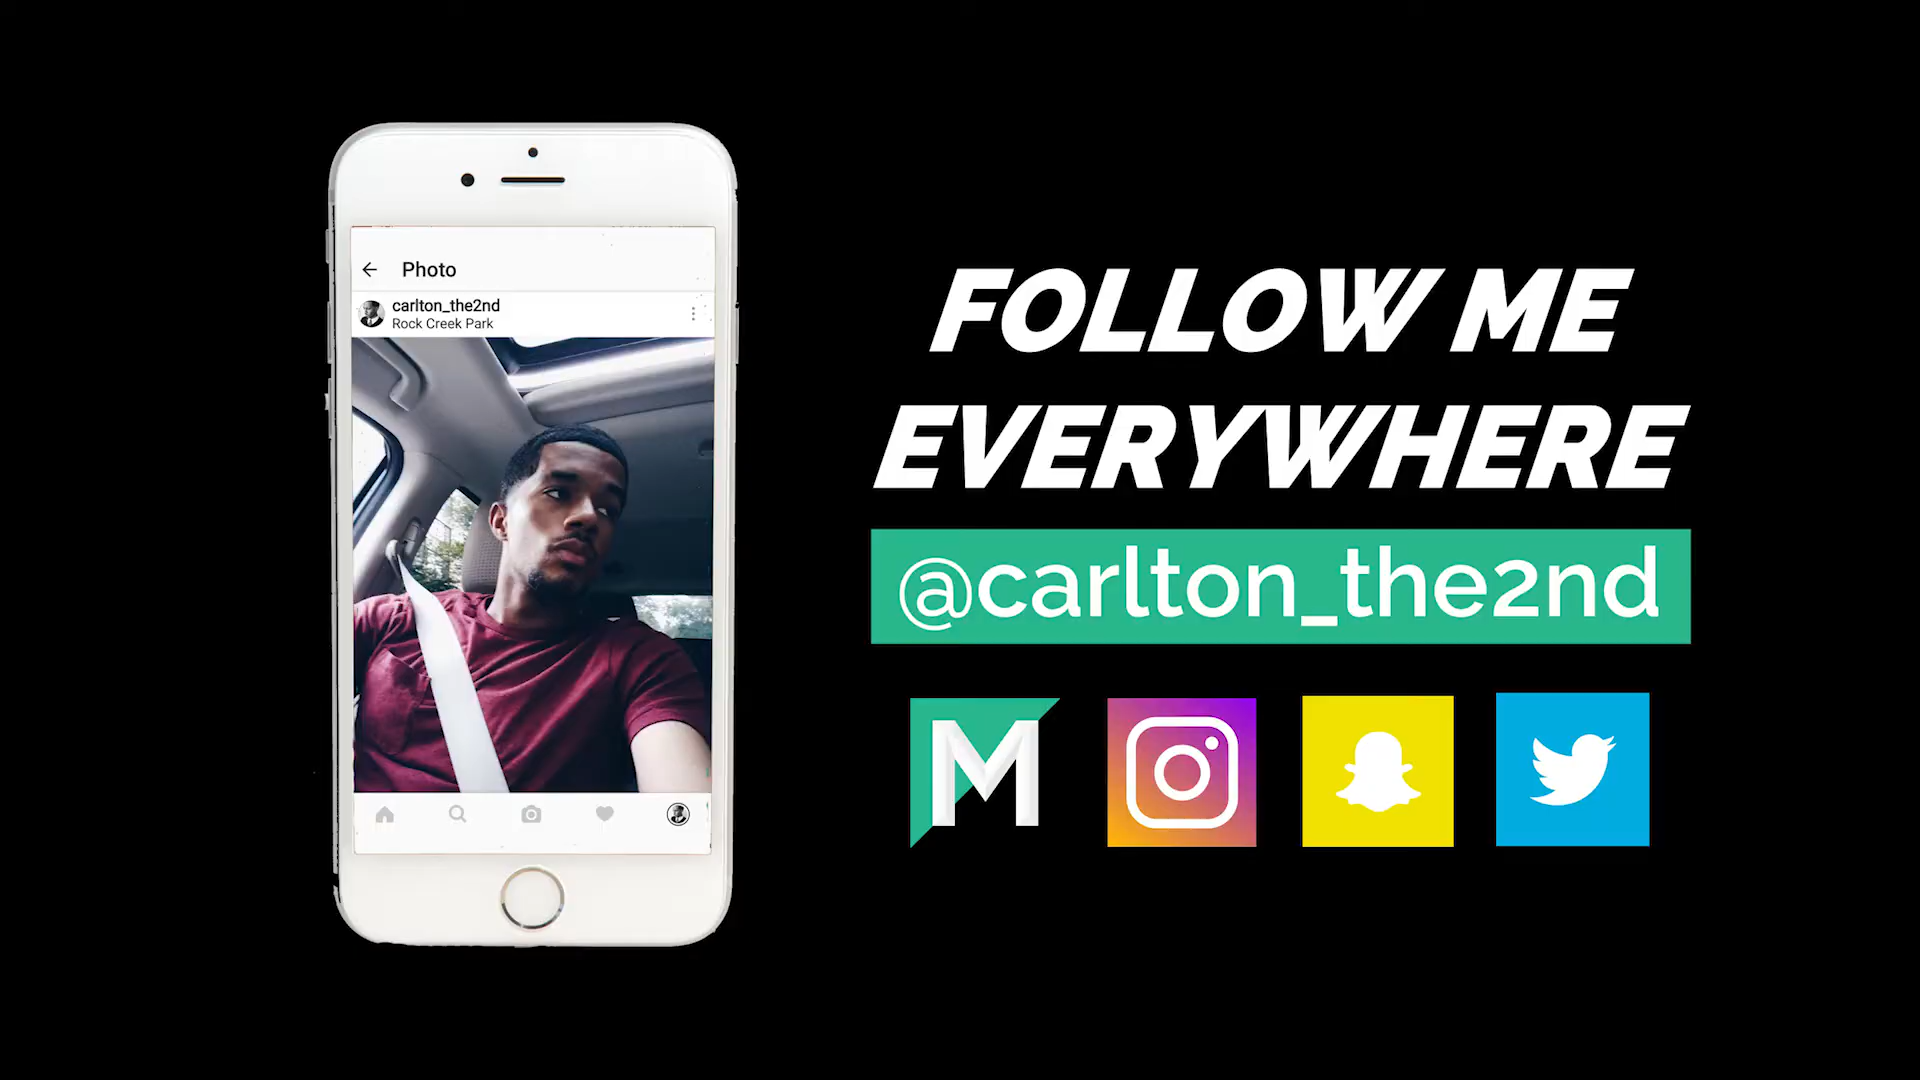 Photo
carlton_the2nd
Rock Creek Park
FOLLOW ME
EVERYWHERE
@carlton_the2nd
M